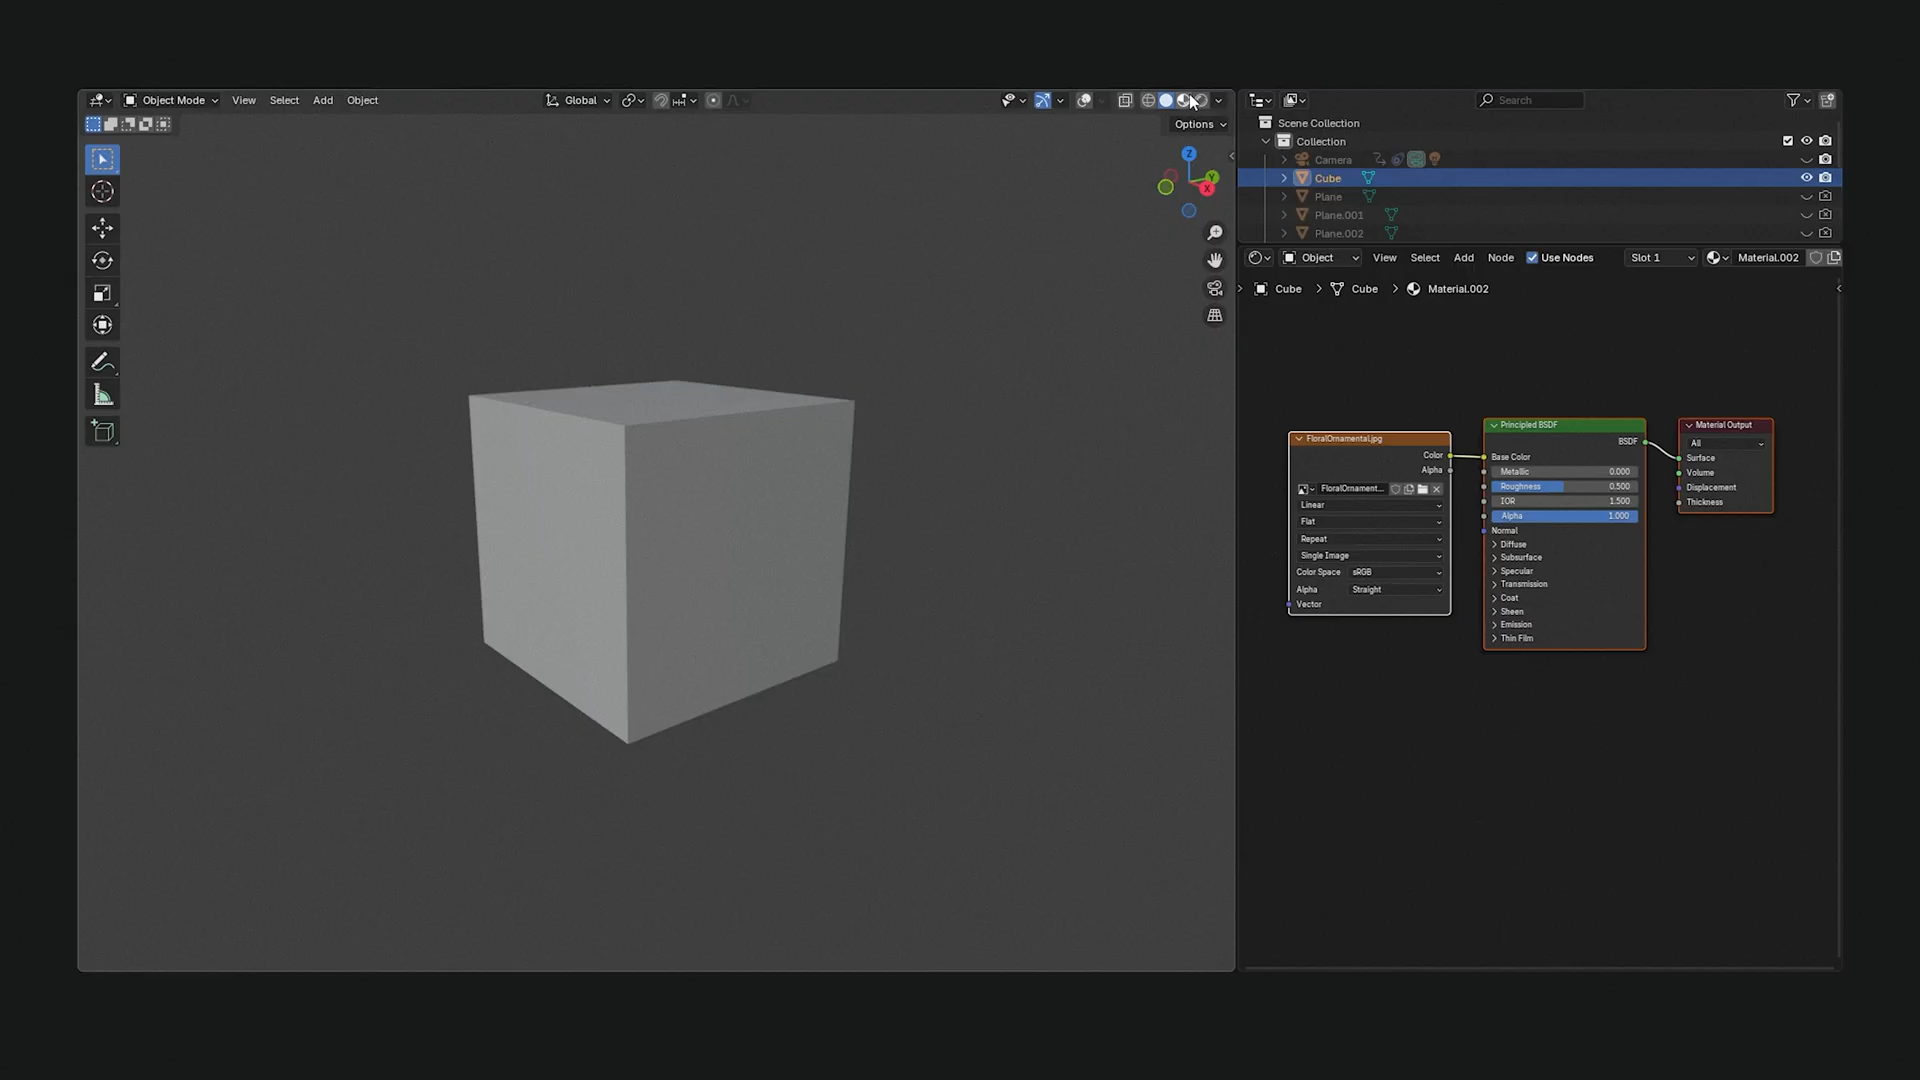 Object Mode View Select Add Object Global
Options
Z
Y
X
Search
Scene Collection
Collection
Camera
Cube
Plane
Plane.001
Plane.002
Object View Select Add Node Use Nodes Slot 1 Material.002
Cube Cube Material.002
FloralOrnamental.jpg
Color
Alpha
FloralOrnament...
Linear
Flat
Repeat
Single Image
Color Space sRGB
Alpha Straight
Vector
Principled BSDF
BSDF
Base Color
Metallic 0.000
Roughness 0.500
IOR 1.500
Alpha 1.000
Normal
Diffuse
Subsurface
Specular
Transmission
Coat
Sheen
Emission
Thin Film
Material Output
All
Surface
Volume
Displacement
Thickness